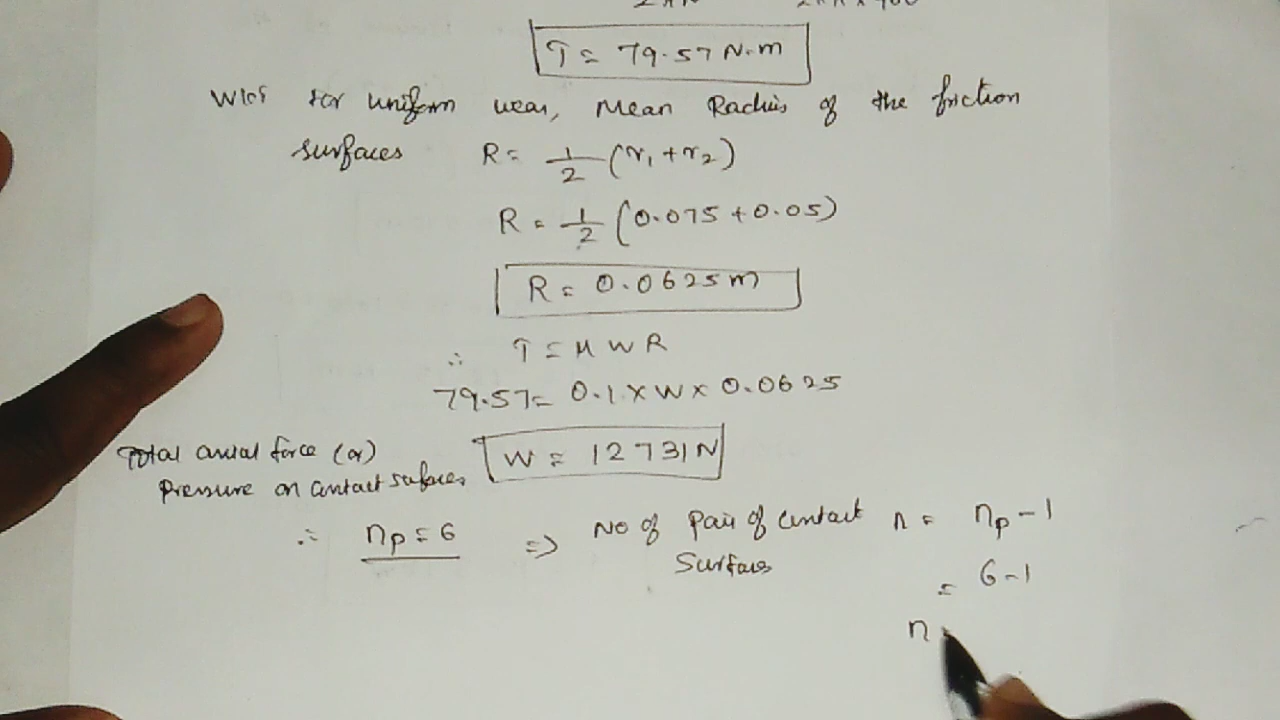 T = 79.57 N.m
WKT for uniform wear, Mean Radius of the friction
surfaces R = 1/2 (r1 + r2)
R = 1/2 (0.075 + 0.05)
R = 0.0625 m
∴ T = μ W R
79.57 = 0.1 × W × 0.0625
Total axial force (or) W = 12731 N
Pressure on contact surfaces
∴ np = 6 => No of Pair of Contact n = np - 1
Surfaces = 6 - 1
n